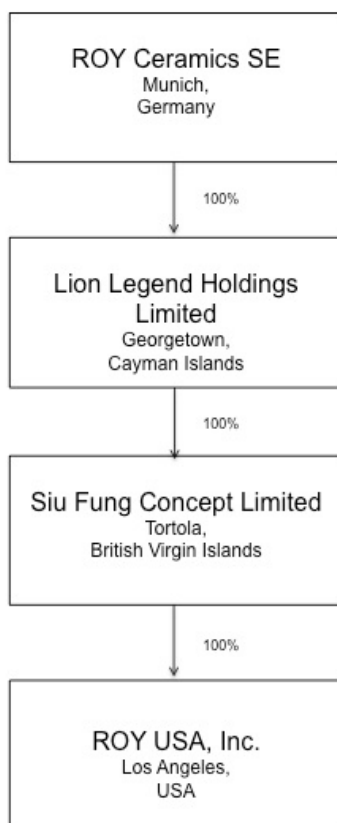 ROY Ceramics SE
Munich,
Germany
100%
Lion Legend Holdings
Limited
Georgetown,
Cayman Islands
100%
Siu Fung Concept Limited
Tortola,
British Virgin Islands
100%
ROY USA, Inc.
Los Angeles,
USA